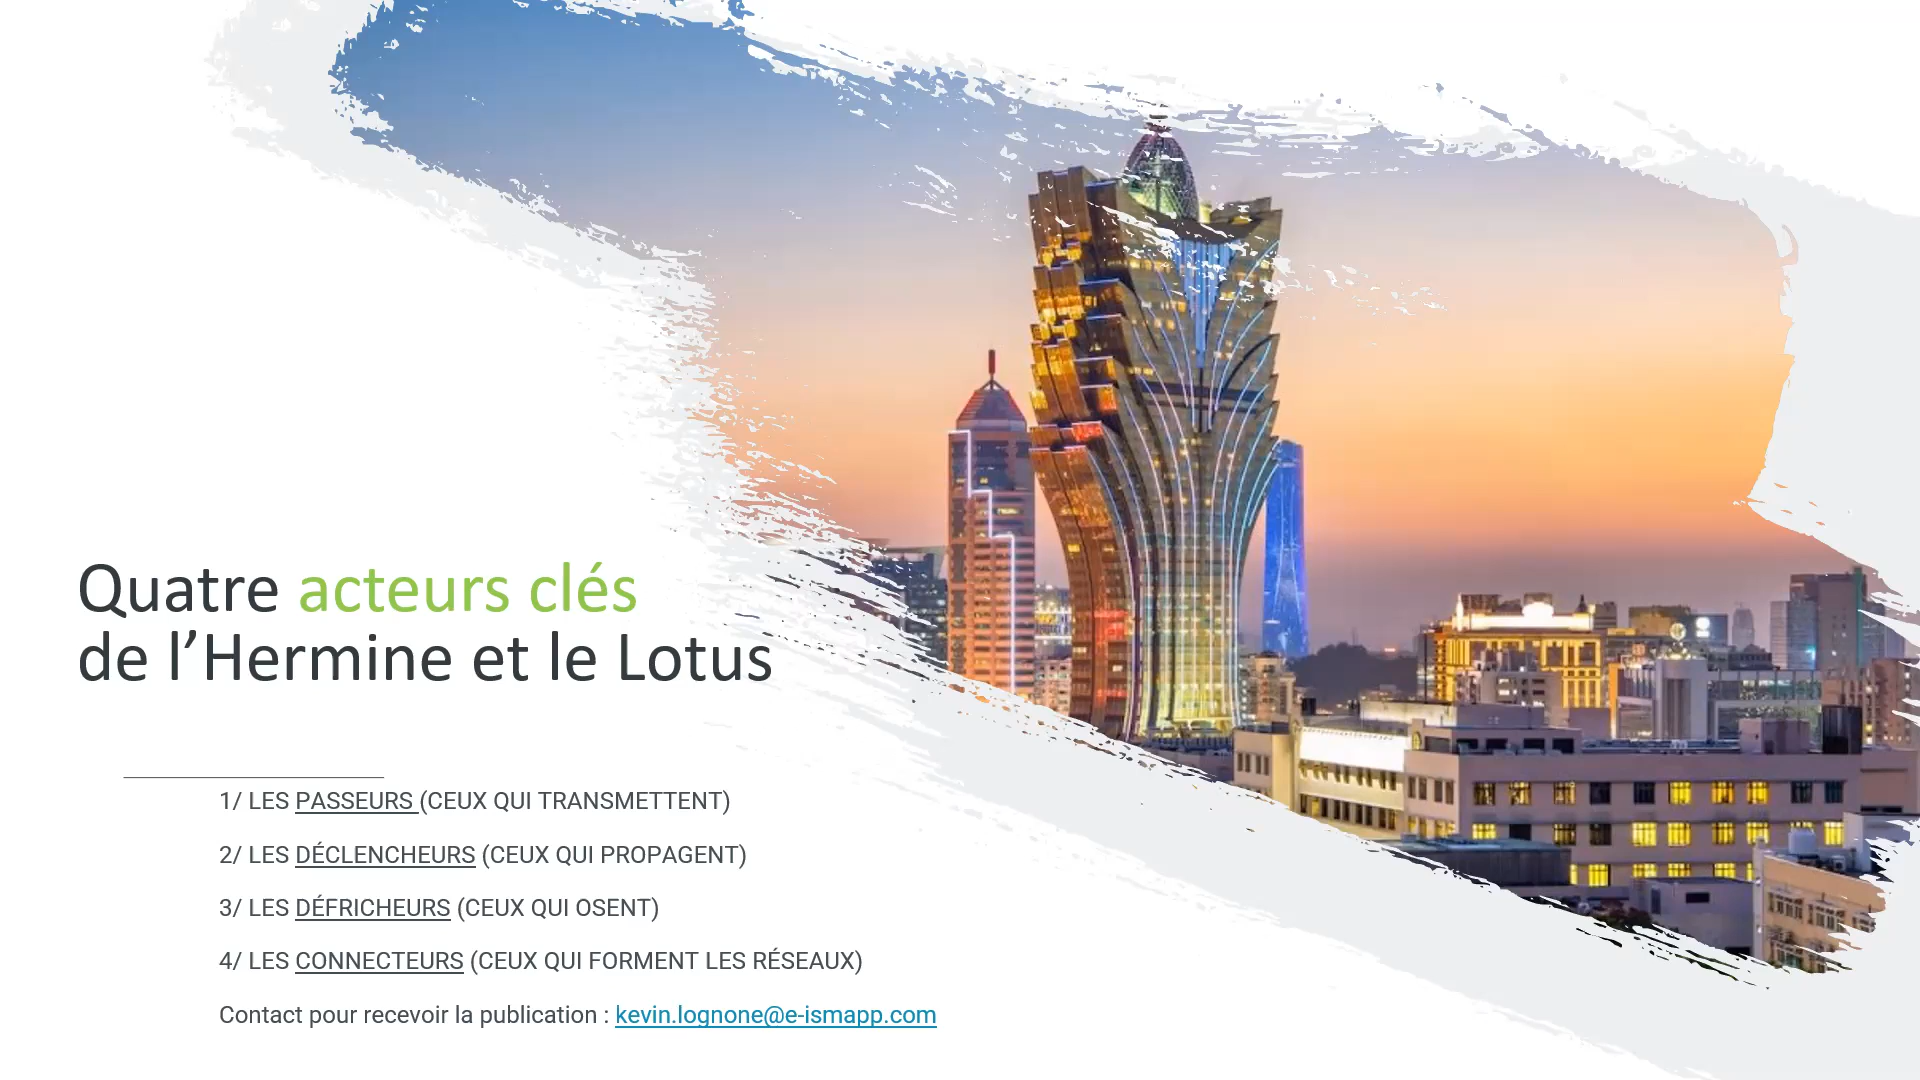 Quatre acteurs clés
de l’Hermine et le Lotus
1/ LES PASSEURS (CEUX QUI TRANSMETTENT)
2/ LES DÉCLENCHEURS (CEUX QUI PROPAGENT)
3/ LES DÉFRICHEURS (CEUX QUI OSENT)
4/ LES CONNECTEURS (CEUX QUI FORMENT LES RÉSEAUX)
Contact pour recevoir la publication : kevin.lognone@e-ismapp.com